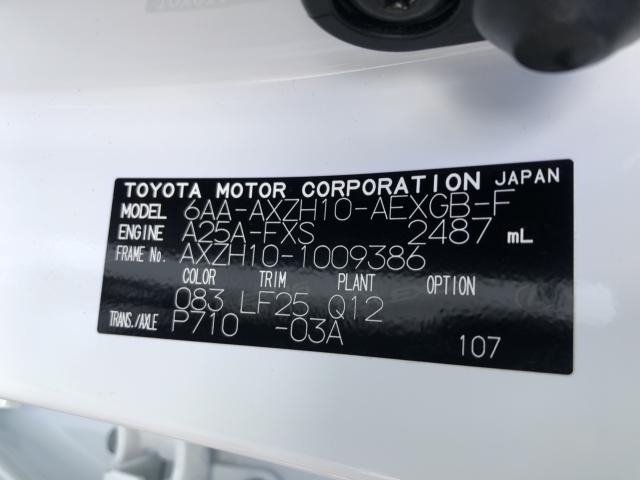 TOYOTA MOTOR CORPORATION JAPAN
MODEL 6AA-AXZH10-AEXGB-F
ENGINE A25A-FXS 2487 mL
FRAME No. AXZH10-1009386
COLOR TRIM PLANT OPTION
083 LF25 Q12
TRANS./AXLE P710 -03A
107